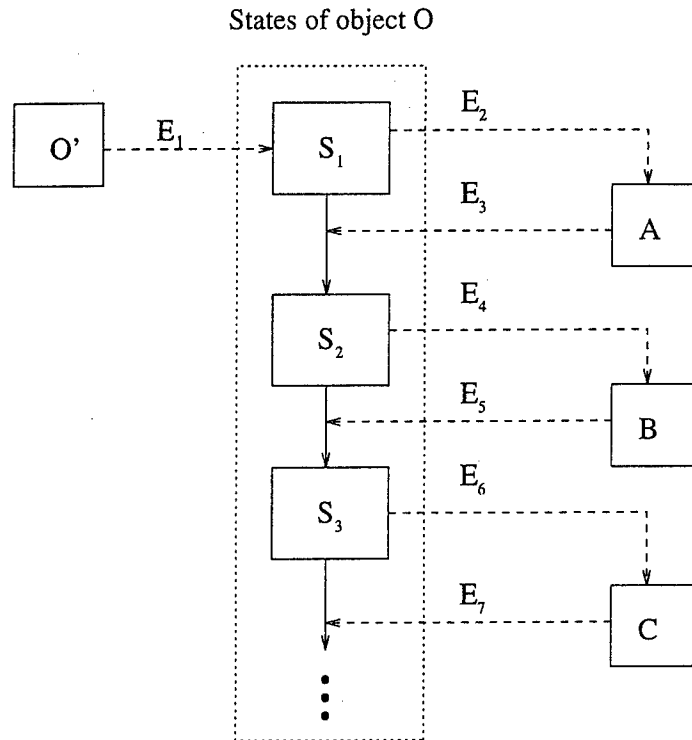 States of object O
O'
E₁
S₁
E₂
E₃
A
S₂
E₄
E₅
B
S₃
E₆
E₇
C